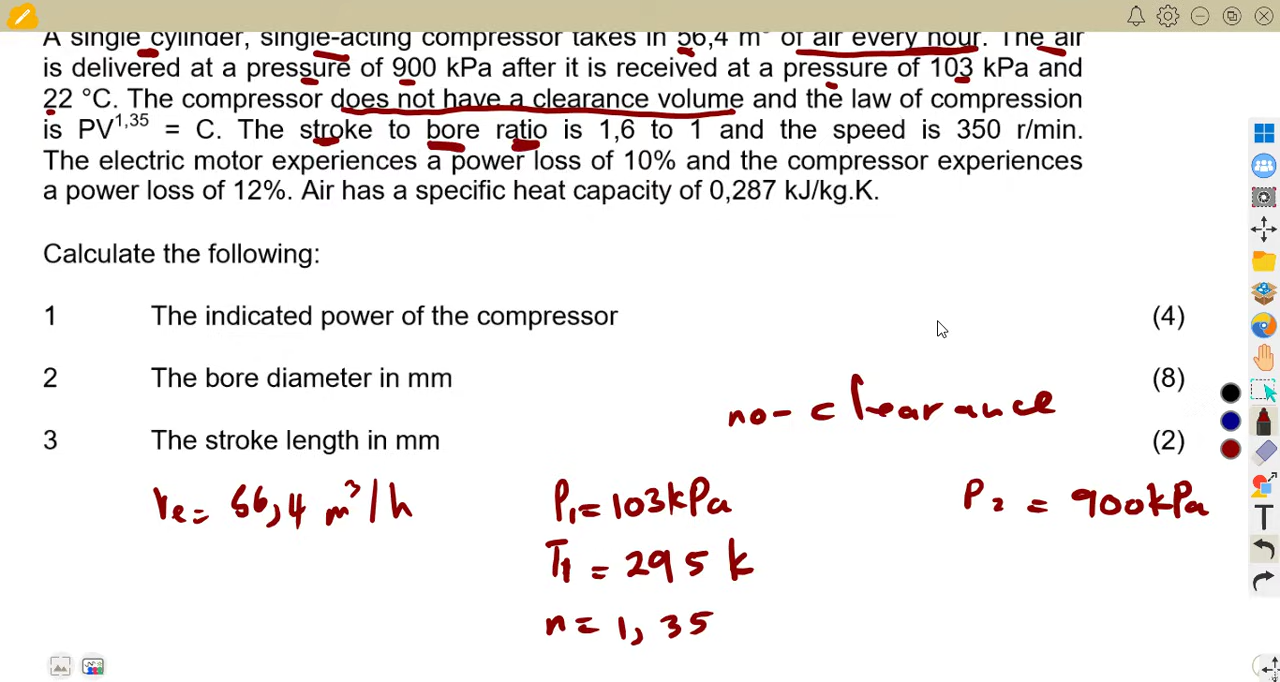 A single cylinder, single-acting compressor takes in 56,4 m³ of air every hour. The air
is delivered at a pressure of 900 kPa after it is received at a pressure of 103 kPa and
22 °C. The compressor does not have a clearance volume and the law of compression
is PV^1,35 = C. The stroke to bore ratio is 1,6 to 1 and the speed is 350 r/min.
The electric motor experiences a power loss of 10% and the compressor experiences
a power loss of 12%. Air has a specific heat capacity of 0,287 kJ/kg.K.
Calculate the following:
1 The indicated power of the compressor (4)
2 The bore diameter in mm (8)
no-clearance
3 The stroke length in mm (2)
Ve = 56,4 m³/h P₁ = 103kPa P₂ = 900kPa
T₁ = 295 k
n = 1,35
T